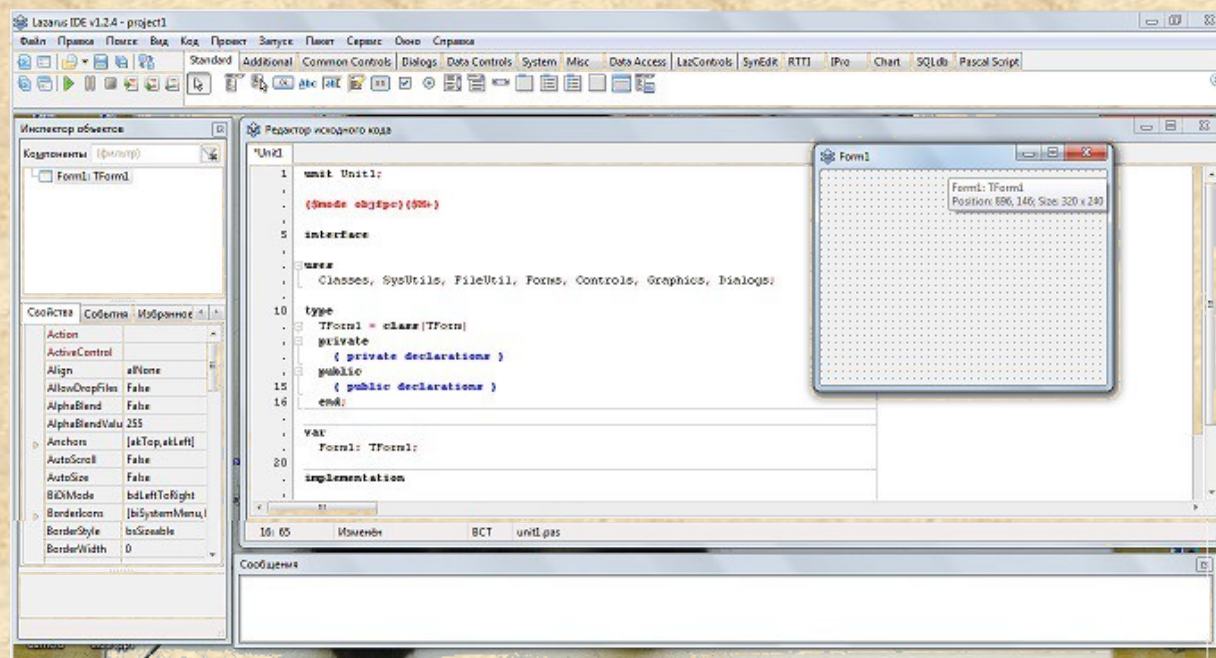 Lazarus IDE v1.2.4 - project1
Файл Правка Поиск Вид Код Проект Запуск Пакет Сервис Окно Справка
Standard Additional Common Controls Dialogs Data Controls System Misc Data Access LazControls SynEdit RTTI IPro Chart SQLdb Pascal Script
Инспектор объектов
Компоненты (фильтр)
Form1: TForm1
Свойства События Избранное
Action
ActiveControl
Align alNone
AllowDropFiles False
AlphaBlend False
AlphaBlendValu 255
Anchors [akTop,akLeft]
AutoScroll False
AutoSize False
BiDiMode bdLeftToRight
BorderIcons [biSystemMenu,
BorderStyle bsSizeable
BorderWidth 0
Редактор исходного кода
*Unit1
1 unit Unit1;
{$mode objfpc}{$H+}
5 interface
uses
Classes, SysUtils, FileUtil, Forms, Controls, Graphics, Dialogs;
10 type
TForm1 = class(TForm)
private
{ private declarations }
public
15 { public declarations }
16 end;
var
Form1: TForm1;
20
implementation
16: 65 Изменён ВСТ unit1.pas
Form1
Form1: TForm1
Position: 896, 146; Size: 320 x 240
Сообщения